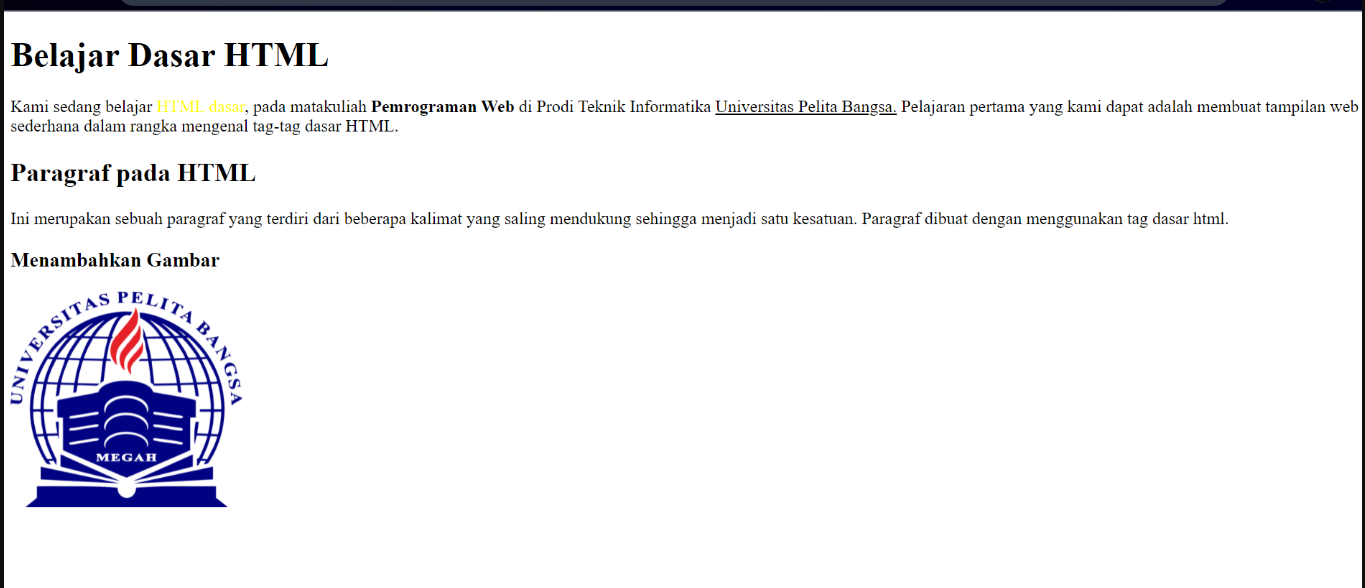 Belajar Dasar HTML
Kami sedang belajar HTML dasar, pada matakuliah Pemrograman Web di Prodi Teknik Informatika Universitas Pelita Bangsa. Pelajaran pertama yang kami dapat adalah membuat tampilan web
sederhana dalam rangka mengenal tag-tag dasar HTML.
Paragraf pada HTML
Ini merupakan sebuah paragraf yang terdiri dari beberapa kalimat yang saling mendukung sehingga menjadi satu kesatuan. Paragraf dibuat dengan menggunakan tag dasar html.
Menambahkan Gambar
UNIVERSITAS PELITA BANGSA
MEGAH